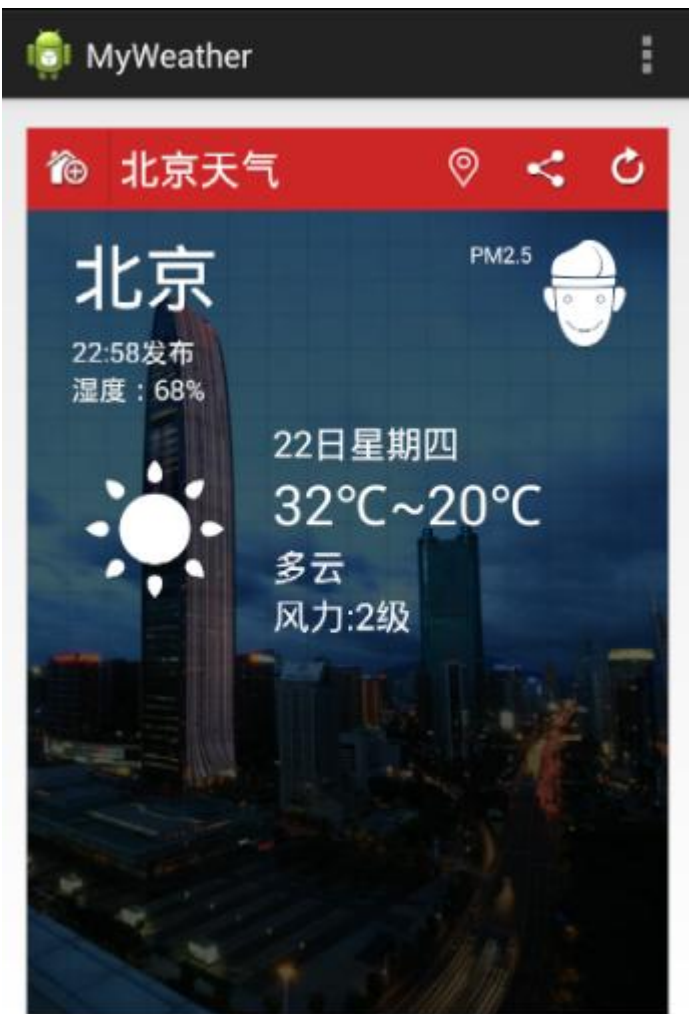 MyWeather
北京天气
北京
PM2.5
22:58发布
湿度：68%
22日星期四
32℃~20℃
多云
风力:2级